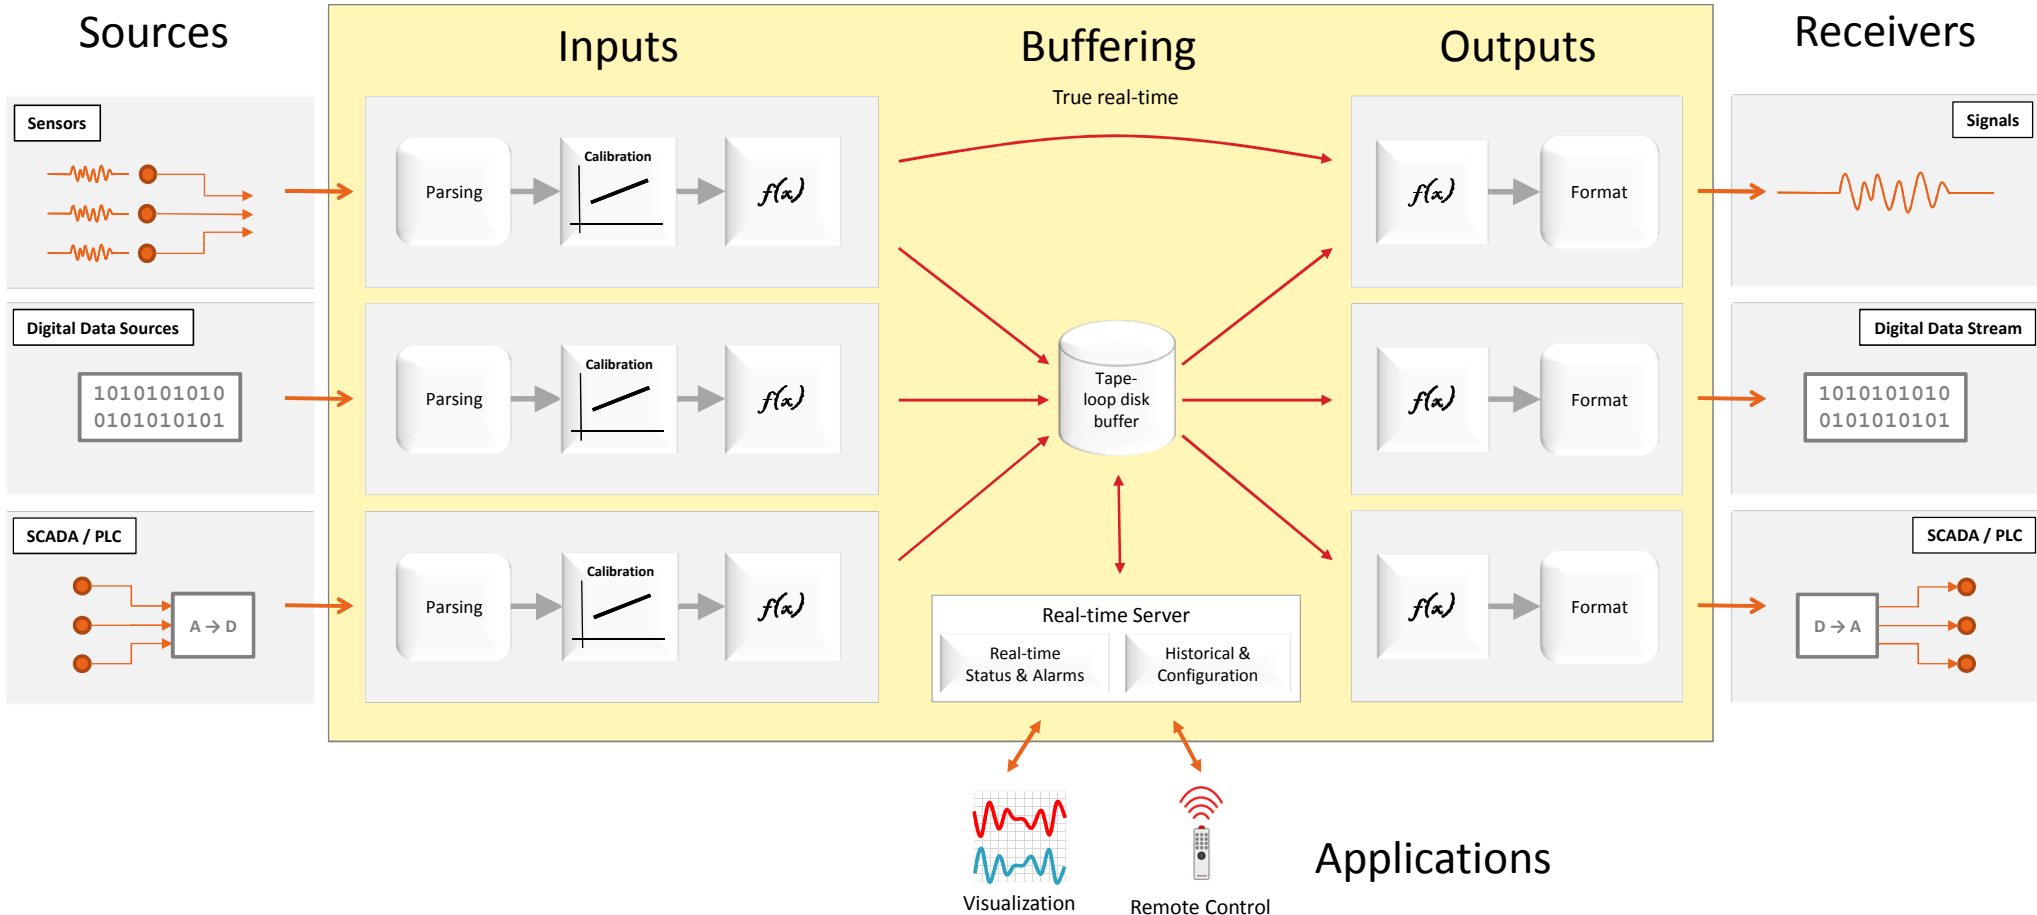 Sources
Inputs
Buffering
Outputs
Receivers
True real-time
Sensors
Parsing
Calibration
f(x)
f(x)
Format
Signals
Digital Data Sources
1010101010
0101010101
Parsing
Calibration
f(x)
Tape-
loop disk
buffer
f(x)
Format
Digital Data Stream
1010101010
0101010101
SCADA / PLC
A → D
Parsing
Calibration
f(x)
Real-time Server
Real-time
Status & Alarms
Historical &
Configuration
f(x)
Format
SCADA / PLC
D → A
Visualization
Remote Control
Applications